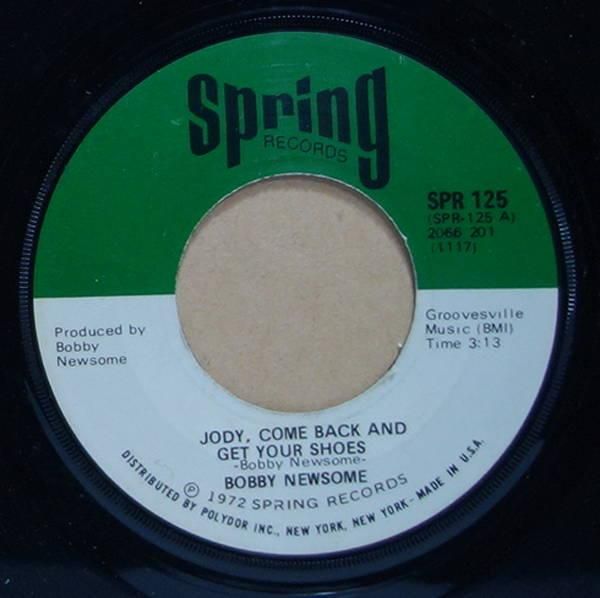 Spring
RECORDS
SPR 125
(SPR-125 A)
2066 201
(1117)
Produced by
Bobby
Newsome
Groovesville
Music (BMI)
Time 3:13
JODY, COME BACK AND
GET YOUR SHOES
-Bobby Newsome-
BOBBY NEWSOME
℗ 1972 SPRING RECORDS
DISTRIBUTED BY POLYDOR INC., NEW YORK, NEW YORK-MADE IN U.S.A.